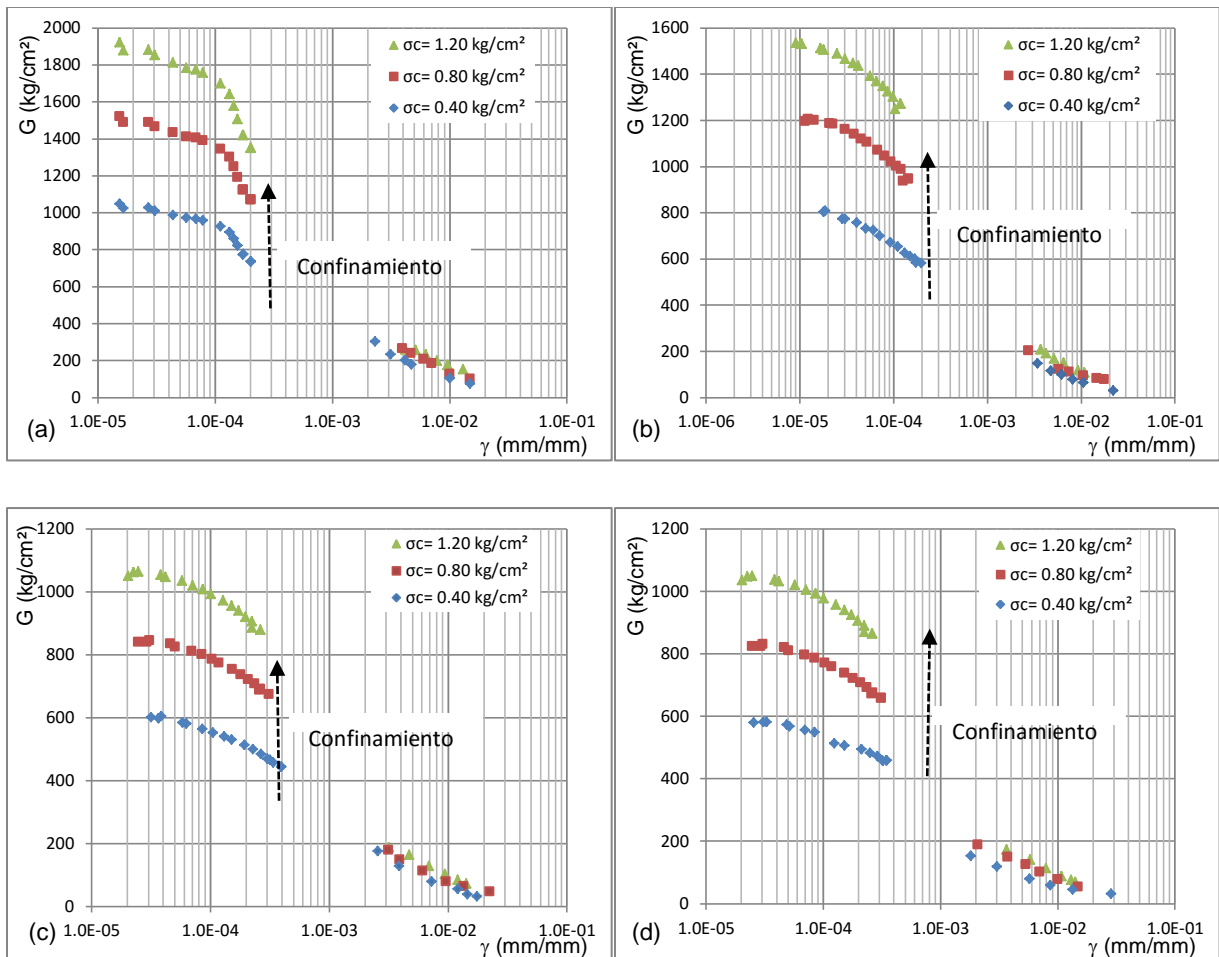 2000
1800
1600
1400
1200
1000
800
600
400
200
0
G (kg/cm²)
σc= 1.20 kg/cm²
σc= 0.80 kg/cm²
σc= 0.40 kg/cm²
Confinamiento
1.0E-05 1.0E-04 1.0E-03 1.0E-02 1.0E-01
(a)
γ (mm/mm)
1600
1400
1200
1000
800
600
400
200
0
G (kg/cm²)
σc= 1.20 kg/cm²
σc= 0.80 kg/cm²
σc= 0.40 kg/cm²
Confinamiento
1.0E-06 1.0E-05 1.0E-04 1.0E-03 1.0E-02 1.0E-01
(b)
γ (mm/mm)
1200
1000
800
600
400
200
0
G (kg/cm²)
σc= 1.20 kg/cm²
σc= 0.80 kg/cm²
σc= 0.40 kg/cm²
Confinamiento
1.0E-05 1.0E-04 1.0E-03 1.0E-02 1.0E-01
(c)
γ (mm/mm)
1200
1000
800
600
400
200
0
G (kg/cm²)
σc= 1.20 kg/cm²
σc= 0.80 kg/cm²
σc= 0.40 kg/cm²
Confinamiento
1.0E-05 1.0E-04 1.0E-03 1.0E-02 1.0E-01
(d)
γ (mm/mm)